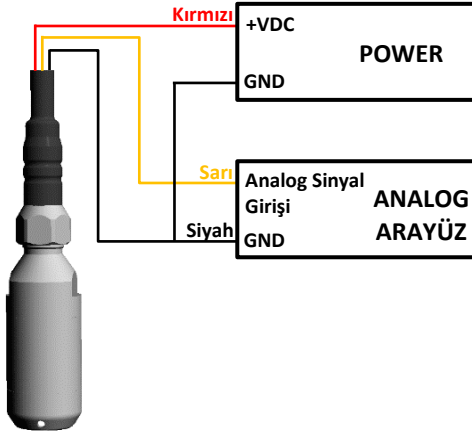 Kırmızı
+VDC
POWER
GND
Sarı
Analog Sinyal
Girişi
ANALOG
ARAYÜZ
Siyah
GND